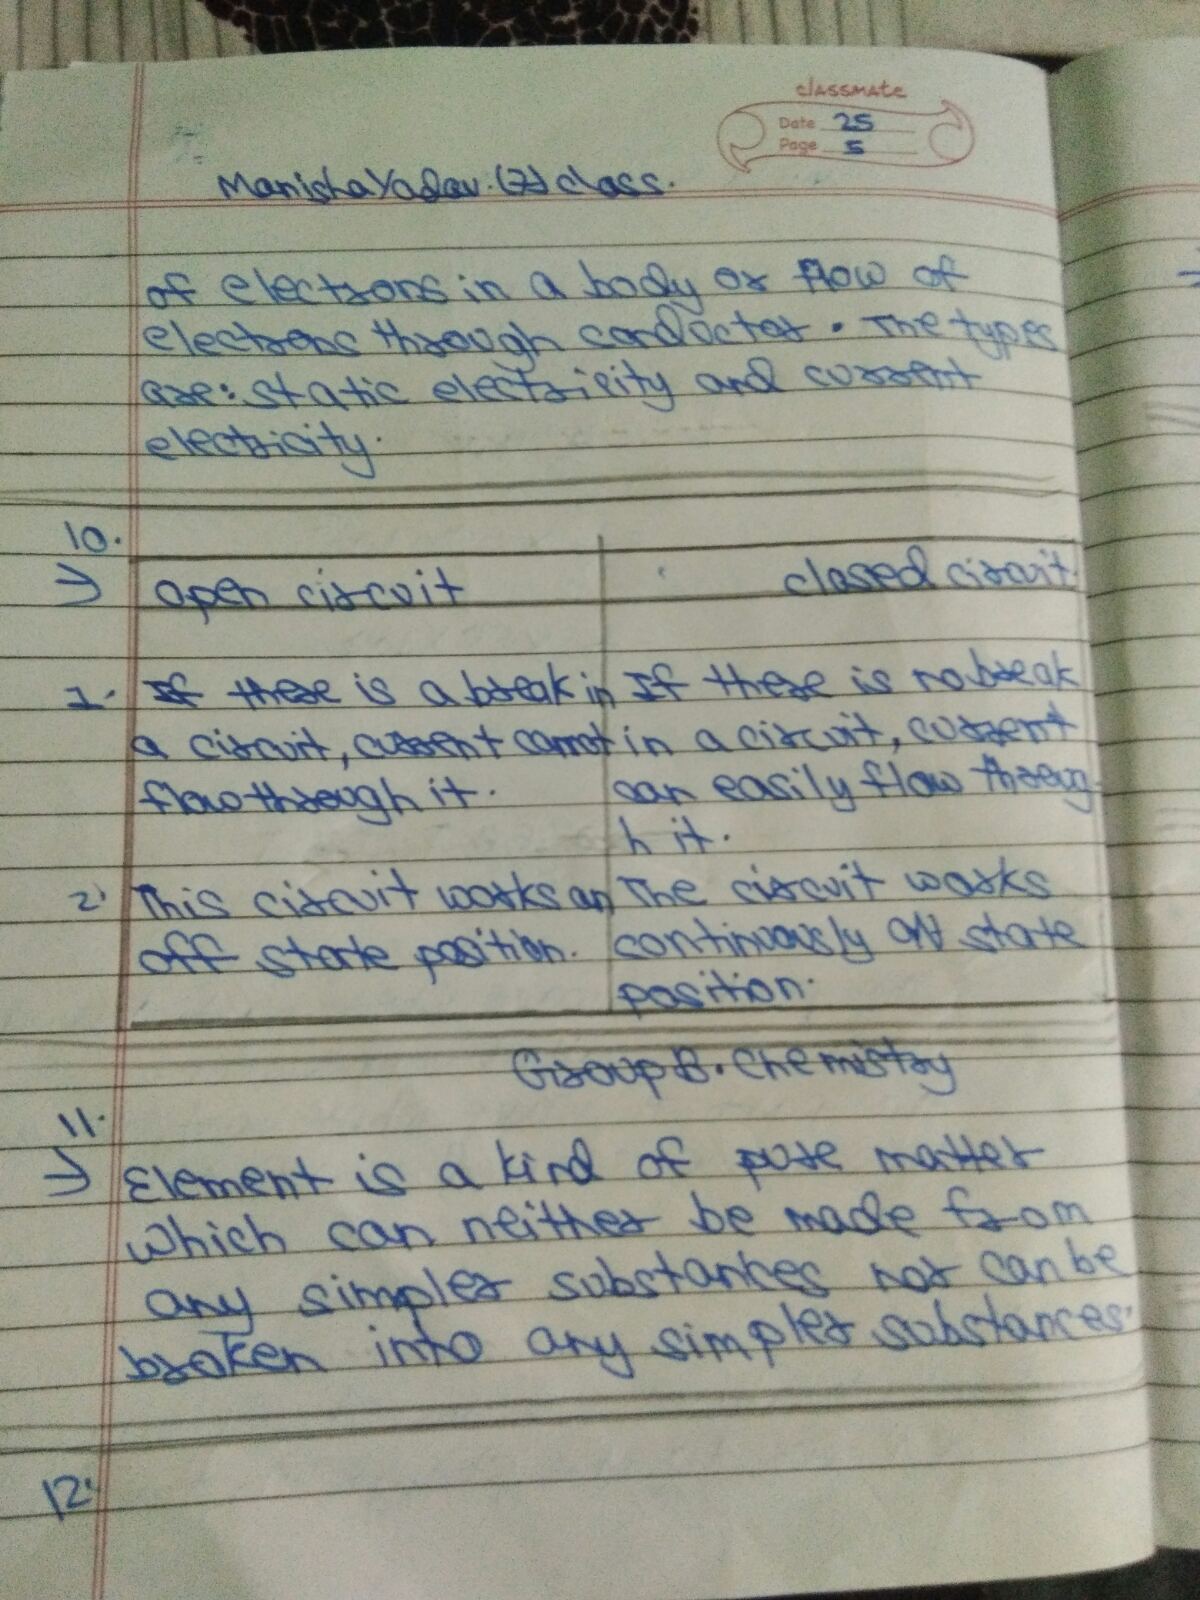 classmate
Date 25
Page 5
Manisha Yadav. (7) class.
of electrons in a body or flow of
electrons through conductor. The types
are: static electricity and current
electricity.
10.
→ open circuit
closed circuit.
1. If there is a break in
a circuit, current cannot
flow through it.
If there is no break
in a circuit, current
can easily flow throug-
h it.
2. This circuit works an
off state position.
The circuit works
continuously ON state
position.
Group B. Chemistry
11.
→ Element is a kind of pure matter
which can neither be made from
any simpler substances nor can be
broken into any simpler substances.
12.